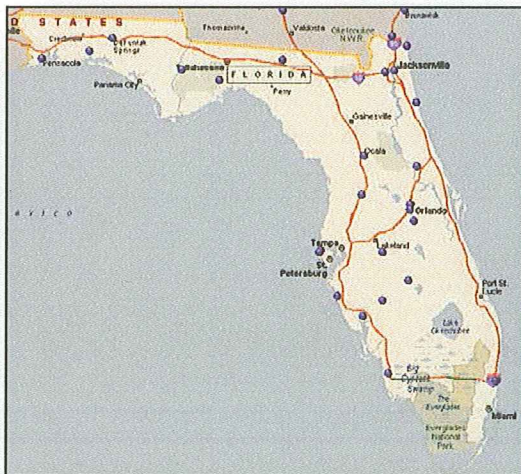 D STATES
Thomasville
Valdosta
Okefenokee
N.W.R.
Brunswick
Crestview
DeFuniak
Springs
Pensacola
Tallahassee
FLORIDA
Jacksonville
Panama City
Perry
Gainesville
Ocala
XICO
Orlando
Tampa
Lakeland
St.
Petersburg
Port St.
Lucie
Lake
Okeechobee
Big
Cypress
Swamp
The
Everglades
Miami
Everglades
National
Park